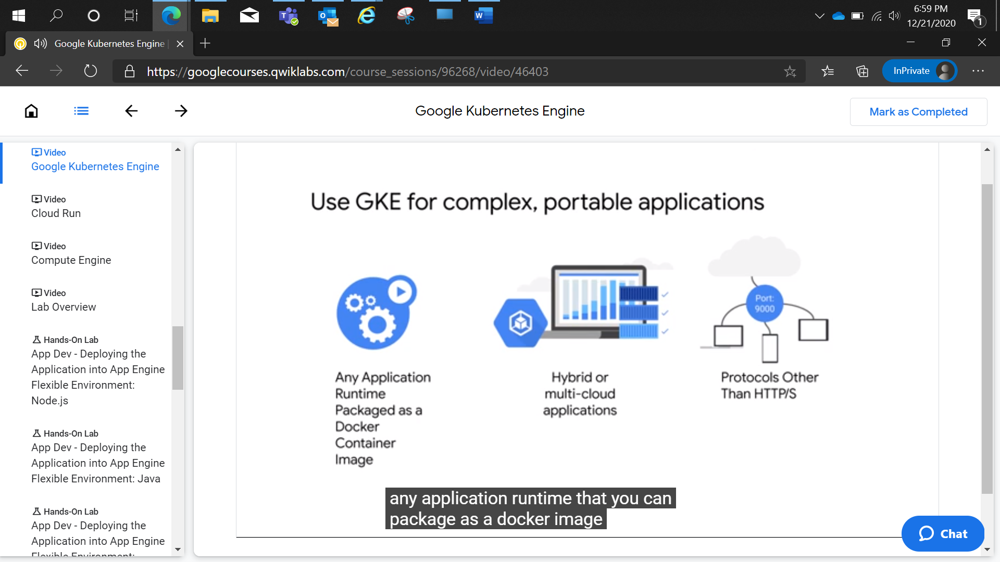 6:59 PM
12/21/2020
1
Google Kubernetes Engine |
https://googlecourses.qwiklabs.com/course_sessions/96268/video/46403
InPrivate
Google Kubernetes Engine
Mark as Completed
Video
Google Kubernetes Engine
Video
Cloud Run
Video
Compute Engine
Video
Lab Overview
Hands-On Lab
App Dev - Deploying the
Application into App Engine
Flexible Environment:
Node.js
Hands-On Lab
App Dev - Deploying the
Application into App Engine
Flexible Environment: Java
Hands-On Lab
App Dev - Deploying the
Application into App Engine
Flexible Environment:
Use GKE for complex, portable applications
Port:
9000
Any Application
Runtime
Packaged as a
Docker
Container
Image
Hybrid or
multi-cloud
applications
Protocols Other
Than HTTP/S
any application runtime that you can
package as a docker image
Chat